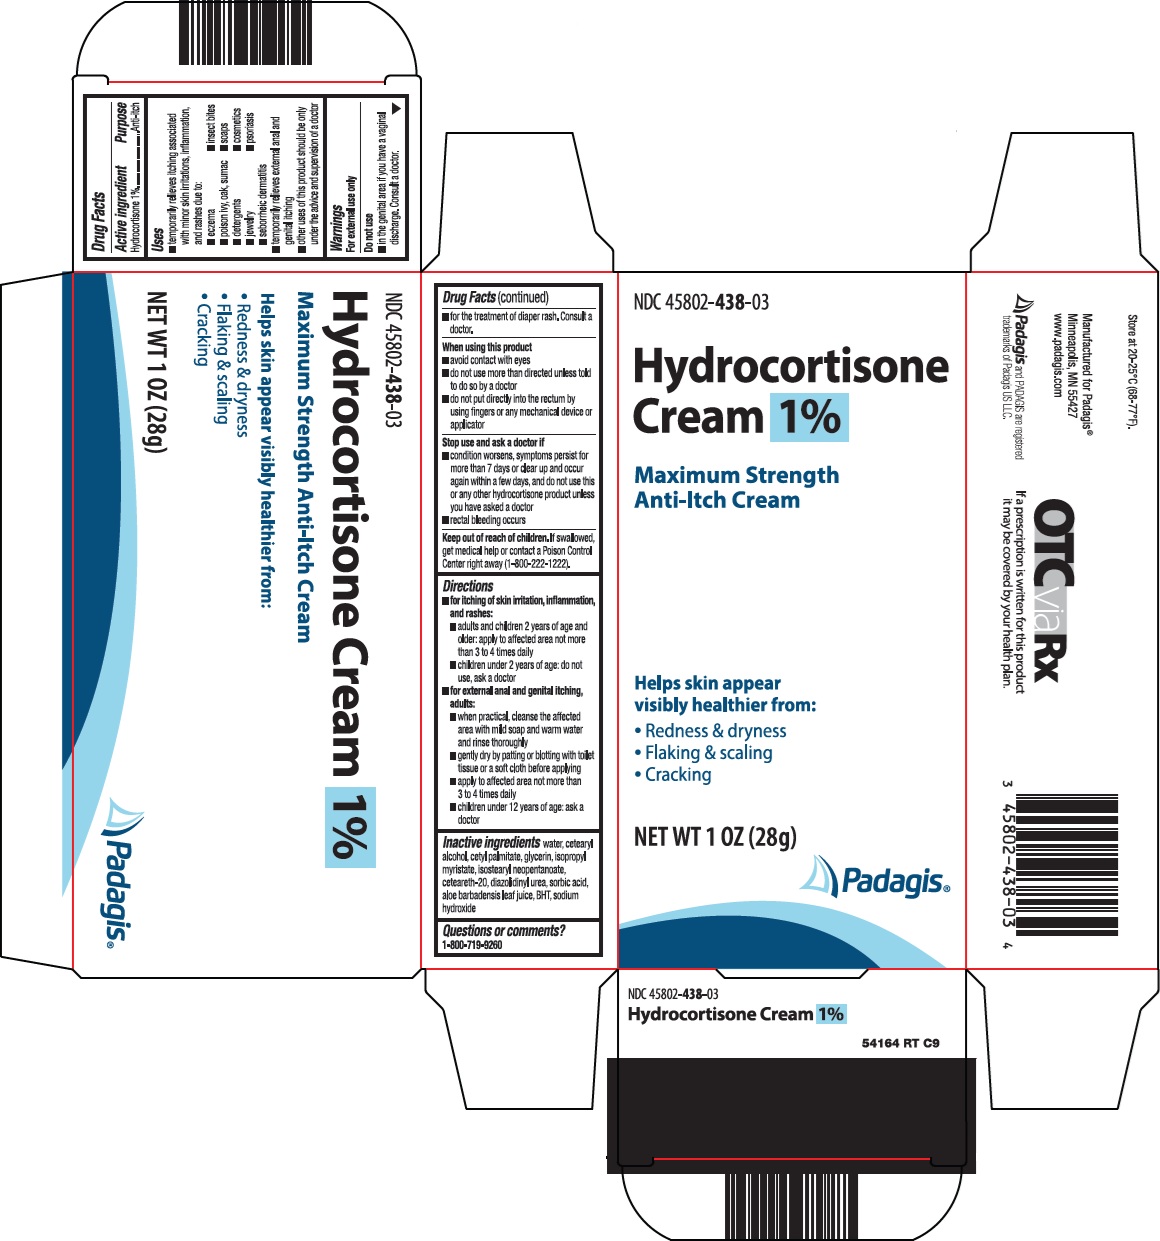 Drug Facts
Active ingredient Purpose
Hydrocortisone 1% Anti-itch
Uses
■ temporarily relieves itching associated
with minor skin irritations, inflammation,
and rashes due to:
■ eczema ■ insect bites
■ poison ivy, oak, sumac ■ soaps
■ detergents ■ cosmetics
■ jewelry ■ psoriasis
■ seborrheic dermatitis
■ temporarily relieves external anal and
genital itching
■ other uses of this product should be only
under the advice and supervision of a doctor
Warnings
For external use only
Do not use
■ in the genital area if you have a vaginal
discharge. Consult a doctor.
NDC 45802-438-03
Hydrocortisone Cream 1%
Maximum Strength Anti-Itch Cream
Helps skin appear visibly healthier from:
• Redness & dryness
• Flaking & scaling
• Cracking
NET WT 1 OZ (28g)
Padagis®
Drug Facts (continued)
■ for the treatment of diaper rash. Consult a
doctor.
When using this product
■ avoid contact with eyes
■ do not use more than directed unless told
to do so by a doctor
■ do not put directly into the rectum by
using fingers or any mechanical device or
applicator
Stop use and ask a doctor if
■ condition worsens, symptoms persist for
more than 7 days or clear up and occur
again within a few days, and do not use this
or any other hydrocortisone product unless
you have asked a doctor
■ rectal bleeding occurs
Keep out of reach of children. If swallowed,
get medical help or contact a Poison Control
Center right away (1-800-222-1222).
Directions
■ for itching of skin irritation, inflammation,
and rashes:
■ adults and children 2 years of age and
older: apply to affected area not more
than 3 to 4 times daily
■ children under 2 years of age: do not
use, ask a doctor
■ for external anal and genital itching,
adults:
■ when practical, cleanse the affected
area with mild soap and warm water
and rinse thoroughly
■ gently dry by patting or blotting with toilet
tissue or a soft cloth before applying
■ apply to affected area not more than
3 to 4 times daily
■ children under 12 years of age: ask a
doctor
Inactive ingredients water, cetearyl
alcohol, cetyl palmitate, glycerin, isopropyl
myristate, isostearyl neopentanoate,
ceteareth-20, diazolidinyl urea, sorbic acid,
aloe barbadensis leaf juice, BHT, sodium
hydroxide
Questions or comments?
1-800-719-9260
NDC 45802-438-03
Hydrocortisone
Cream 1%
Maximum Strength
Anti-Itch Cream
Helps skin appear
visibly healthier from:
• Redness & dryness
• Flaking & scaling
• Cracking
NET WT 1 OZ (28g)
Padagis®
NDC 45802-438-03
Hydrocortisone Cream 1%
54164 RT C9
Store at 20-25°C (68-77°F).
Manufactured for Padagis®
Minneapolis, MN 55427
www.padagis.com
Padagis and PADAGIS are registered
trademarks of Padagis US LLC.
OTCviaRx
If a prescription is written for this product
it may be covered by your health plan.
3 45802-438-03 4